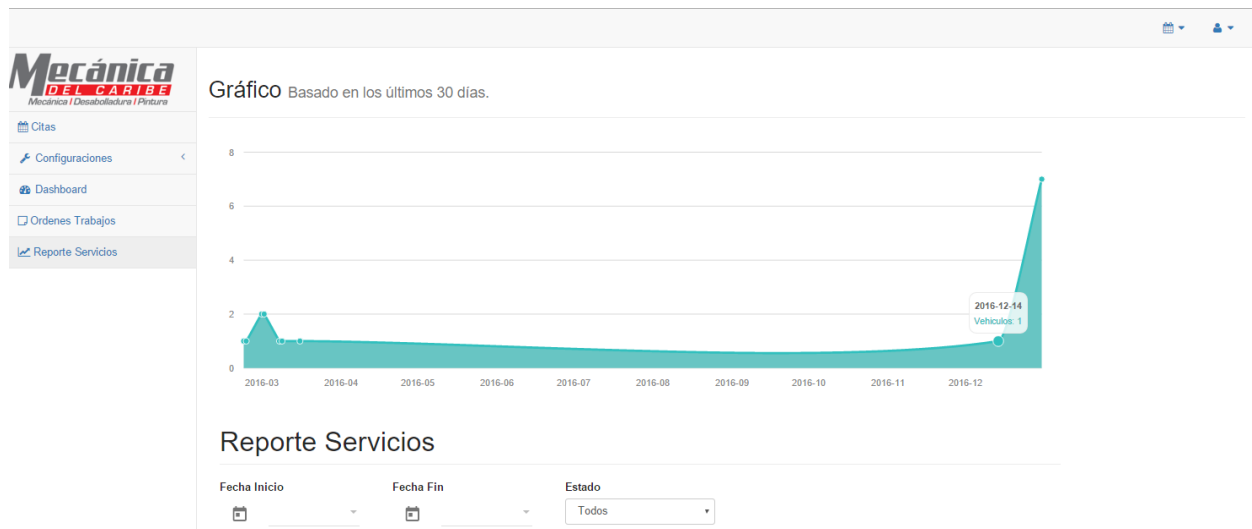 Mecánica
DEL CARIBE
Mecánica I Desabolladura I Pintura
Citas
Configuraciones
Dashboard
Ordenes Trabajos
Reporte Servicios
Gráfico Basado en los últimos 30 días.
8
6
4
2
0
2016-12-14
Vehiculos: 1
2016-03 2016-04 2016-05 2016-06 2016-07 2016-08 2016-09 2016-10 2016-11 2016-12
Reporte Servicios
Fecha Inicio Fecha Fin Estado
Todos